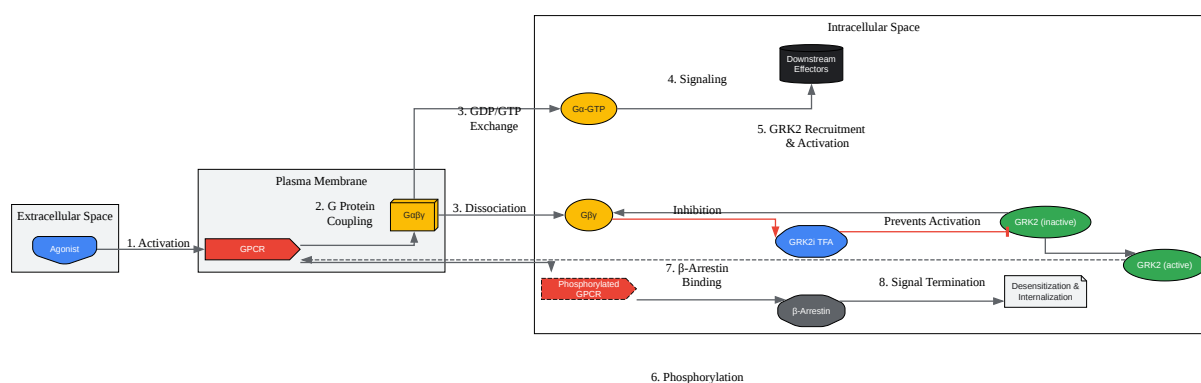 Intracellular Space
Downstream
Effectors
4. Signaling
Gα-GTP
3. GDP/GTP
Exchange
5. GRK2 Recruitment
& Activation
Plasma Membrane
Extracellular Space
2. G Protein
Coupling
Gαβγ
3. Dissociation
Gβγ
Inhibition
Prevents Activation
GRK2 (inactive)
Agonist
1. Activation
GPCR
GRK2i TFA
GRK2 (active)
7. β-Arrestin
Binding
Phosphorylated
GPCR
8. Signal Termination
Desensitization &
Internalization
β-Arrestin
6. Phosphorylation